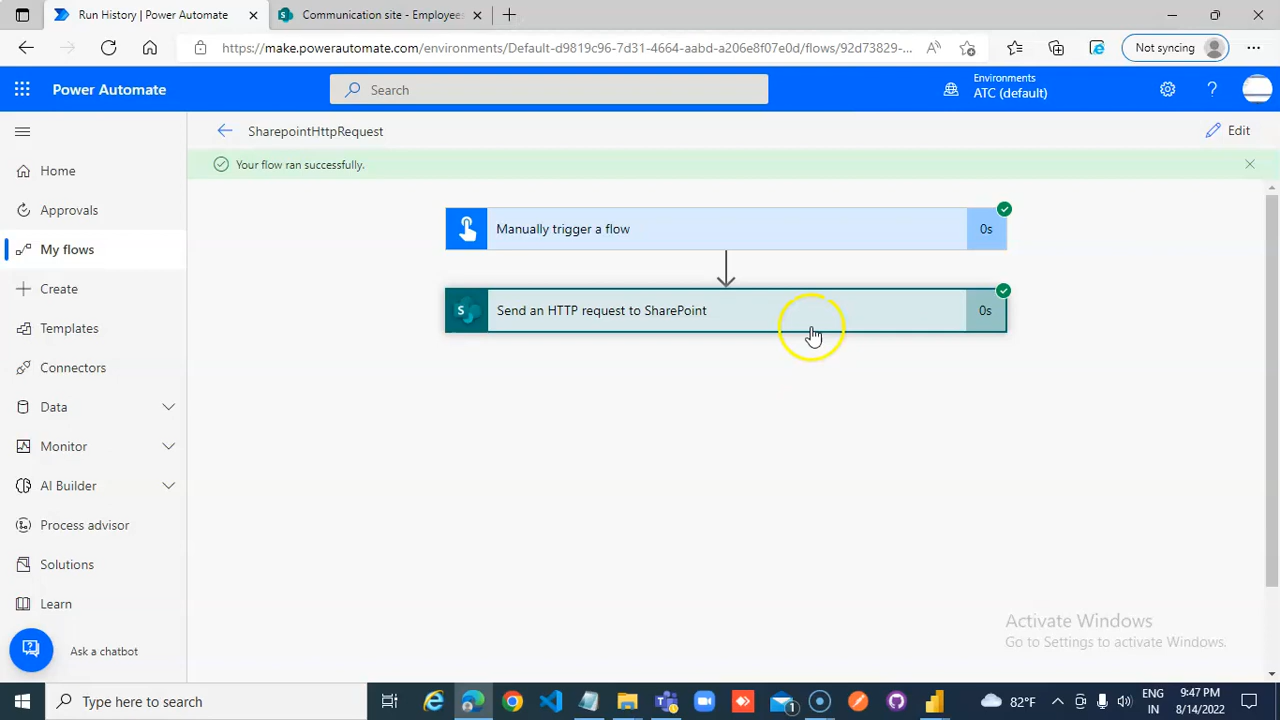 Run History | Power Automate
Communication site - Employees
https://make.powerautomate.com/environments/Default-d9819c96-7d31-4664-aabd-a206e8f87e0d/flows/92d73829-...
Not syncing
Power Automate
Search
Environments
ATC (default)
SharepointHttpRequest
Edit
Your flow ran successfully.
Home
Approvals
My flows
Create
Templates
Connectors
Data
Monitor
AI Builder
Process advisor
Solutions
Learn
Ask a chatbot
Manually trigger a flow
0s
Send an HTTP request to SharePoint
0s
Activate Windows
Go to Settings to activate Windows.
Type here to search
1
82°F
ENG
IN
9:47 PM
8/14/2022